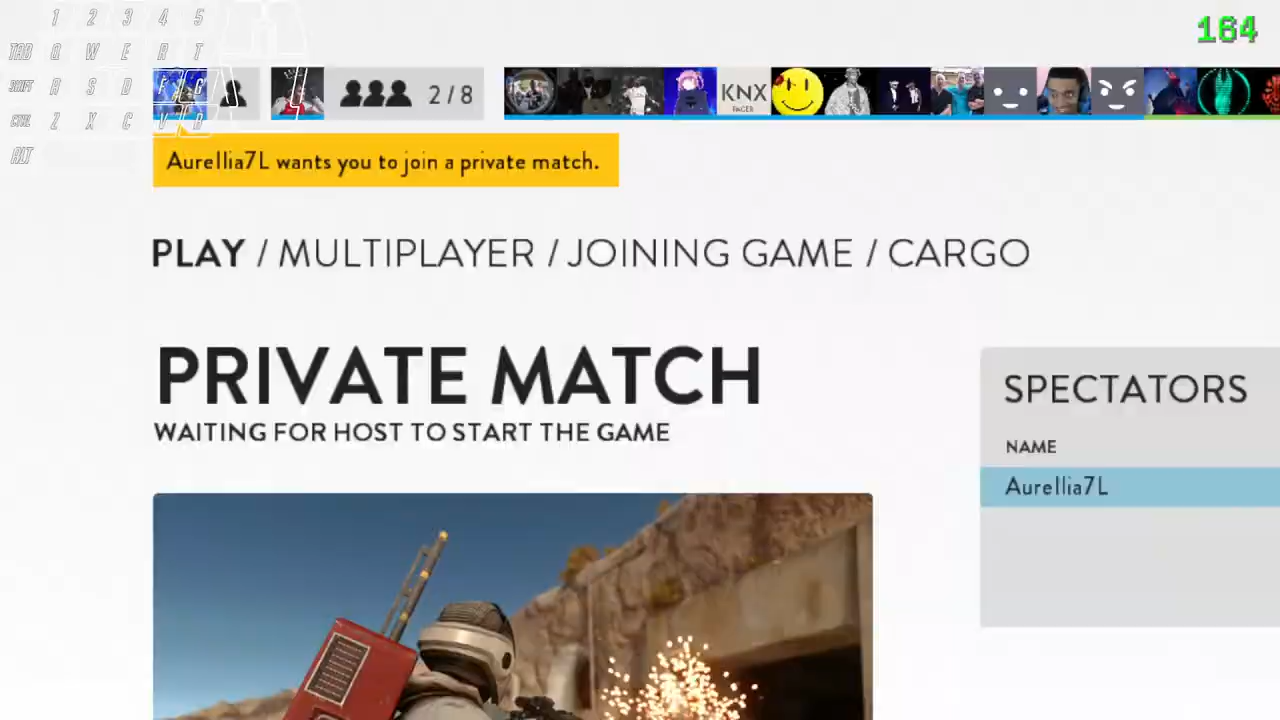 1 2 3 4 5
164
TAB Q W E R T
SHIFT A S D F G
2/8
KNX
PAGER
CTRL Z X C V B
ALT
Aurellia7L wants you to join a private match.
PLAY / MULTIPLAYER / JOINING GAME / CARGO
PRIVATE MATCH
WAITING FOR HOST TO START THE GAME
SPECTATORS
NAME
Aurellia7L